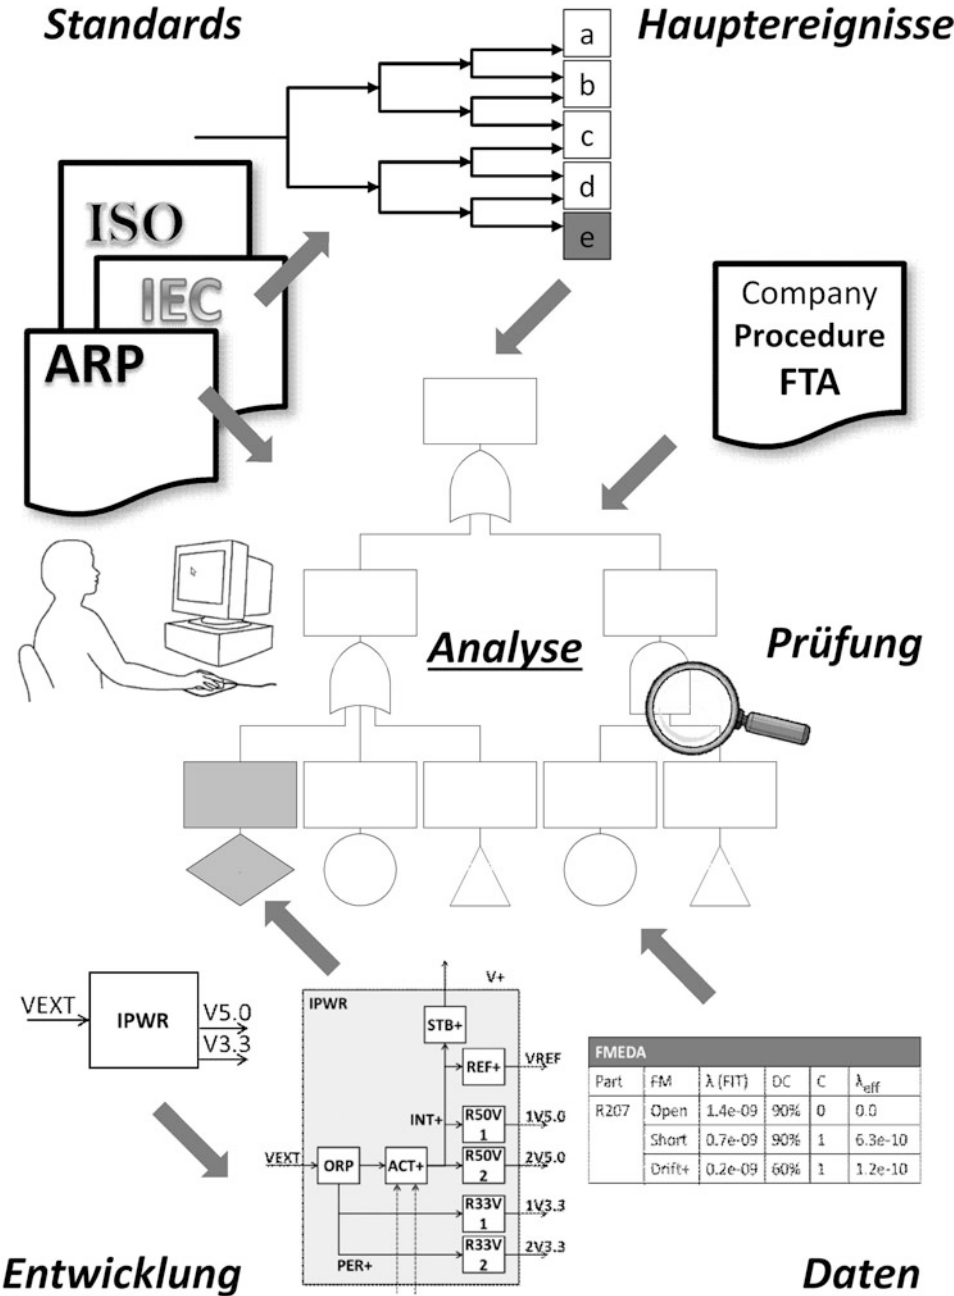 Standards
Hauptereignisse
a
b
c
d
e
ISO
IEC
ARP
Company
Procedure
FTA
Analyse
Prüfung
VEXT
IPWR
V5.0
V3.3
IPWR
V+
STB+
REF+
VREF
INT+
R50V
1
1V5.0
VEXT
ORP
ACT+
R50V
2
2V5.0
R33V
1
1V3.3
R33V
2
2V3.3
PER+
FMEDA
Part FM λ (FIT) DC C λeff
R207 Open 1.4e-09 90% 0 0.0
Short 0.7e-09 90% 1 6.3e-10
Drift+ 0.2e-09 60% 1 1.2e-10
Entwicklung
Daten